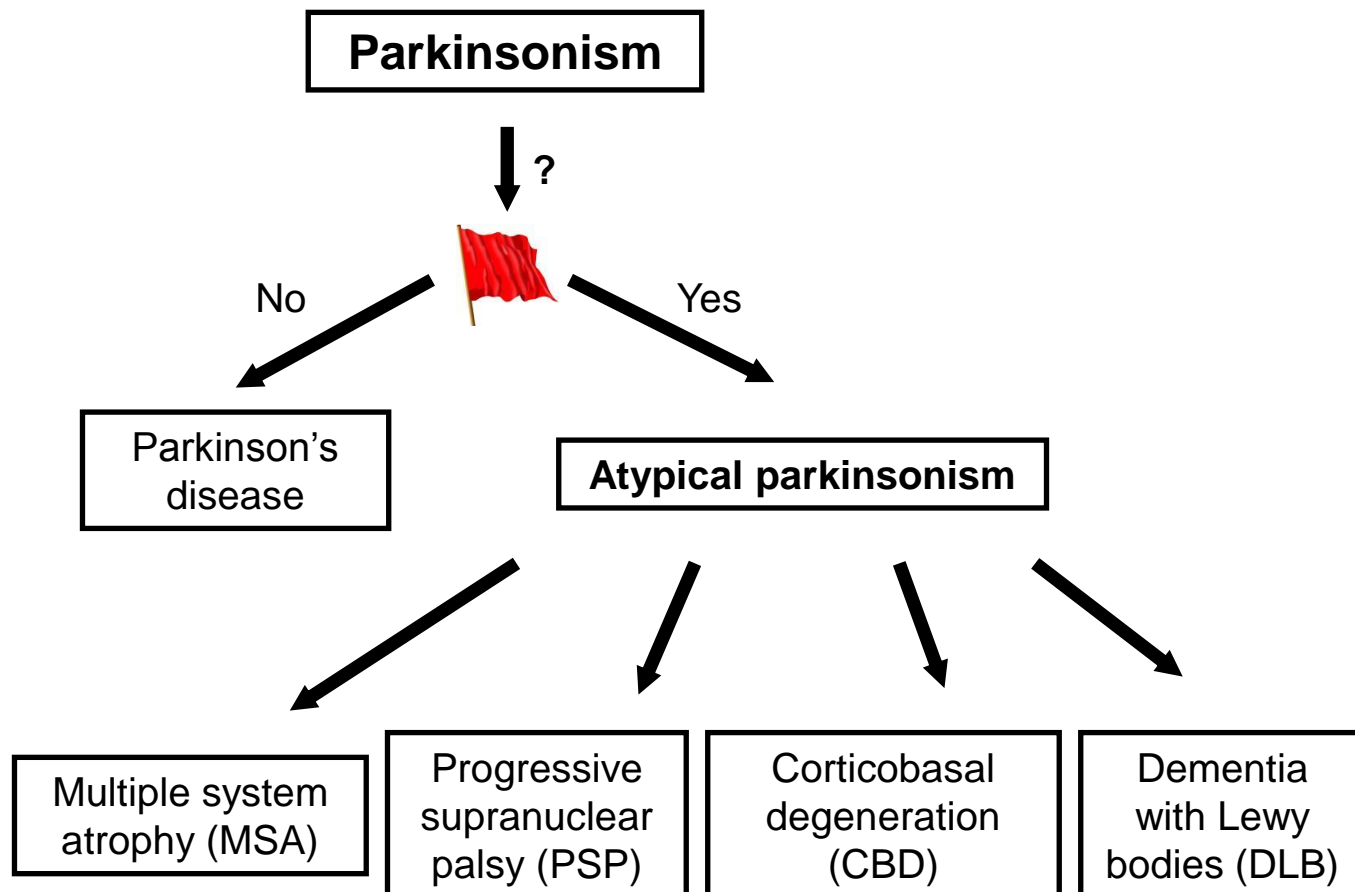 Parkinsonism
?
No
Yes
Parkinson’s
disease
Atypical parkinsonism
Multiple system
atrophy (MSA)
Progressive
supranuclear
palsy (PSP)
Corticobasal
degeneration
(CBD)
Dementia
with Lewy
bodies (DLB)